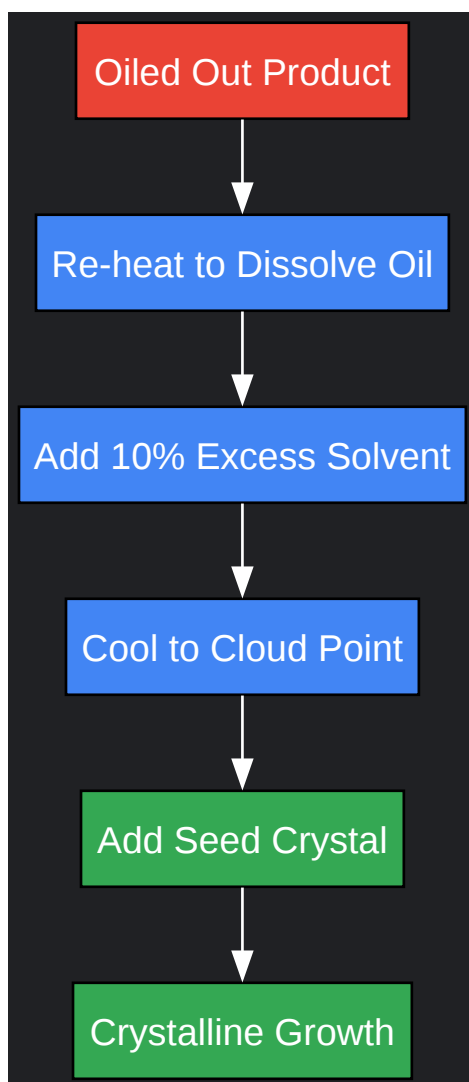 Oiled Out Product
Re-heat to Dissolve Oil
Add 10% Excess Solvent
Cool to Cloud Point
Add Seed Crystal
Crystalline Growth